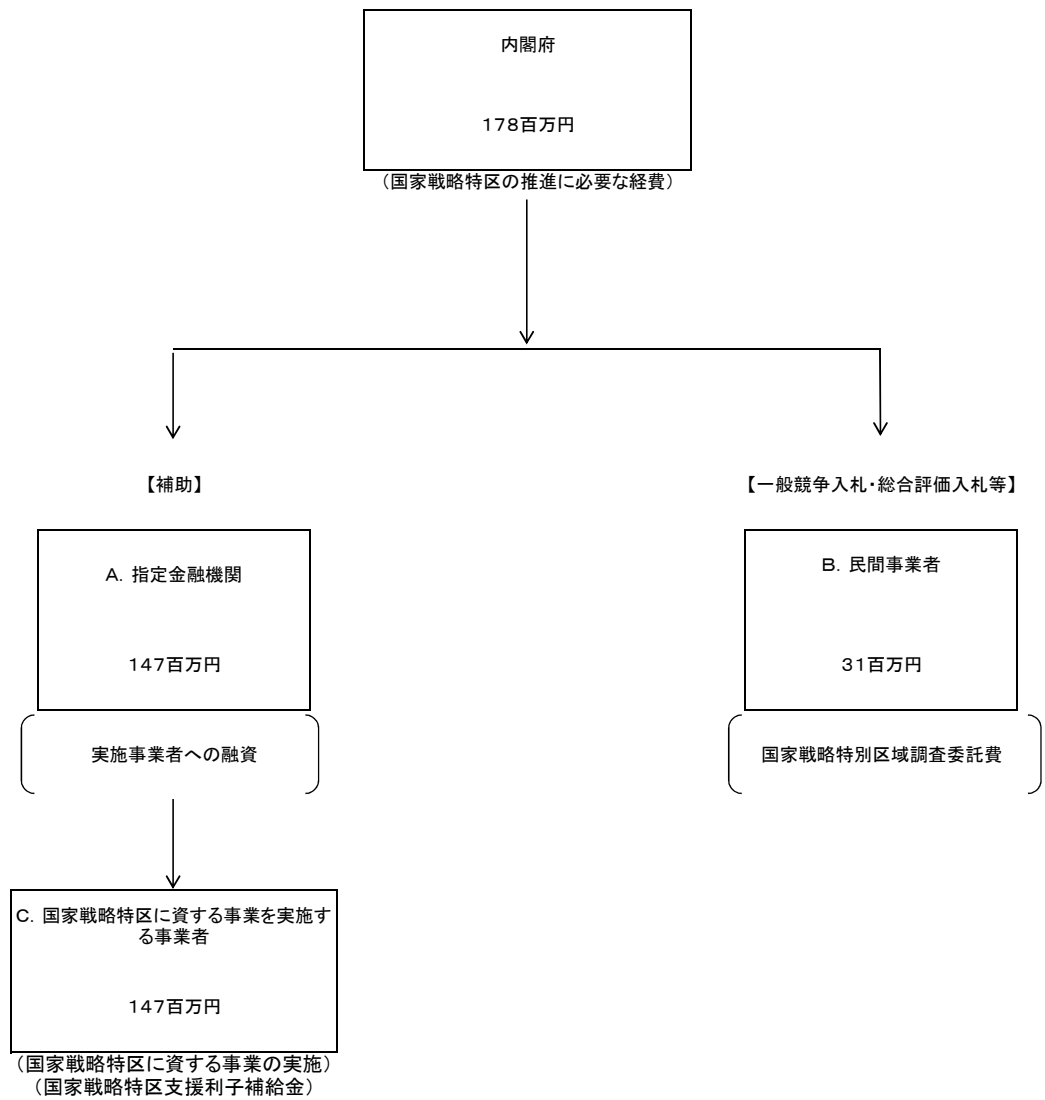 内閣府
178百万円
（国家戦略特区の推進に必要な経費）
【補助】
A. 指定金融機関
147百万円
実施事業者への融資
C. 国家戦略特区に資する事業を実施す
る事業者
147百万円
（国家戦略特区に資する事業の実施）
（国家戦略特区支援利子補給金）
【一般競争入札・総合評価入札等】
B. 民間事業者
31百万円
国家戦略特別区域調査委託費